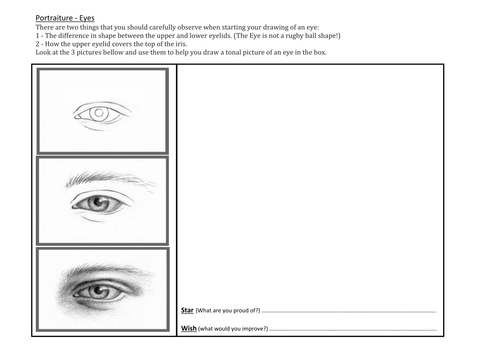 Portraiture - Eyes
There are two things that you should carefully observe when starting your drawing of an eye:
1 - The difference in shape between the upper and lower eyelids. (The Eye is not a rugby ball shape!)
2 - How the upper eyelid covers the top of the iris.
Look at the 3 pictures bellow and use them to help you draw a tonal picture of an eye in the box.
Star (What are you proud of?) ................................................................
Wish (what would you improve?) ................................................................